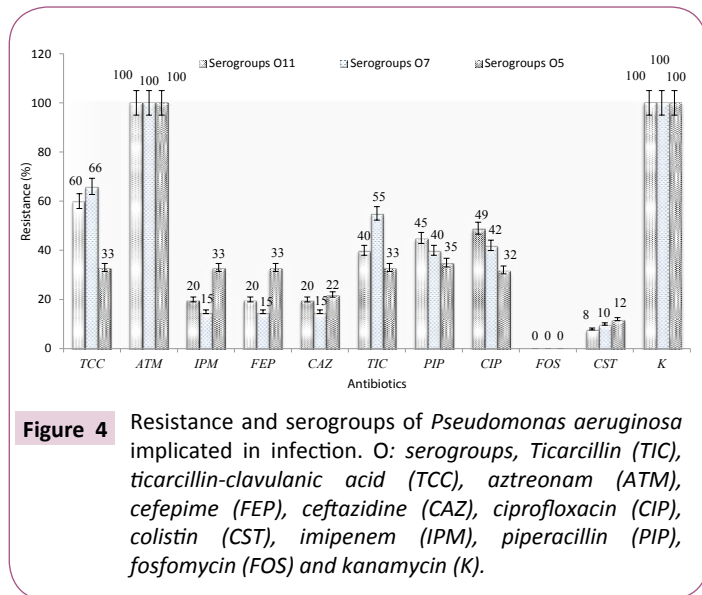 120
100
80
60
40
20
0
Resistance (%)
Serogroups O11 Serogroups O7 Serogroups O5
60 66 33
100 100 100
20 15 33
20 15 33
20 15 22
40 55 33
45 40 35
49 42 32
0 0 0
8 10 12
100 100 100
TCC ATM IPM FEP CAZ TIC PIP CIP FOS CST K
Antibiotics
Figure 4 Resistance and serogroups of Pseudomonas aeruginosa
implicated in infection. O: serogroups, Ticarcillin (TIC),
ticarcillin-clavulanic acid (TCC), aztreonam (ATM),
cefepime (FEP), ceftazidine (CAZ), ciprofloxacin (CIP),
colistin (CST), imipenem (IPM), piperacillin (PIP),
fosfomycin (FOS) and kanamycin (K).